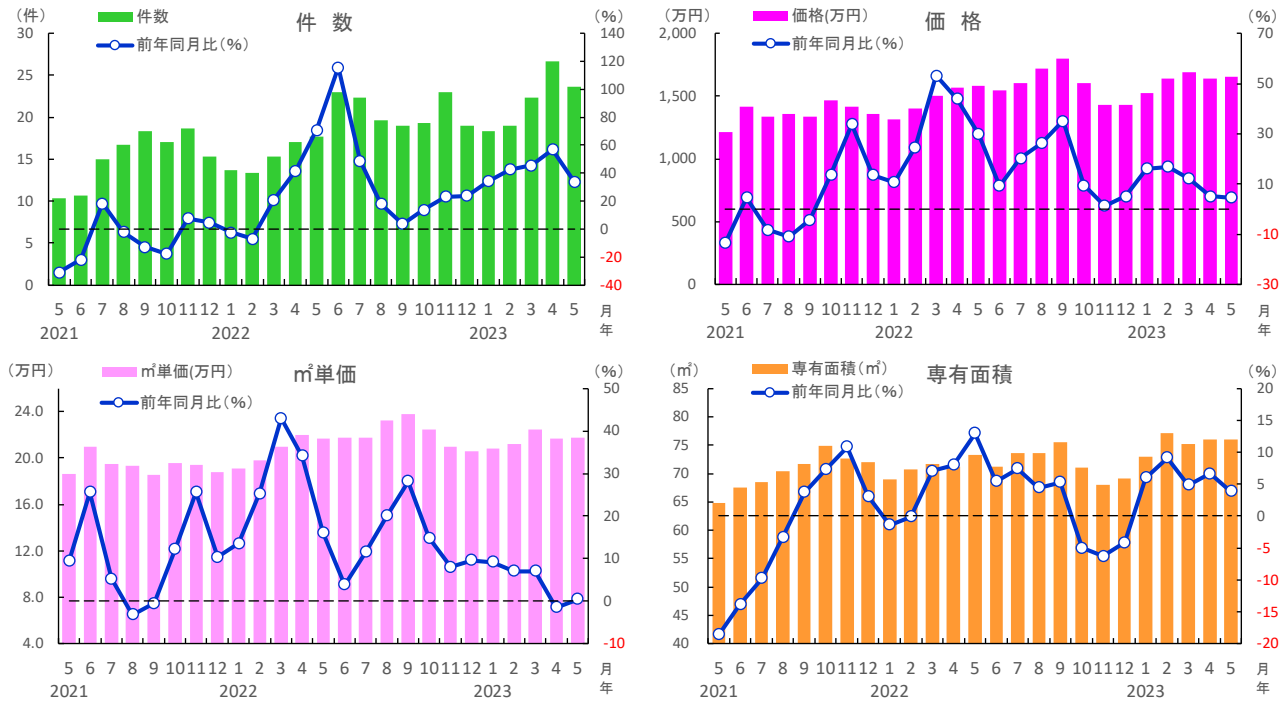 （件） 件数 件 数 （%）
前年同月比（%）
30 25 20 15 10 5 0
140 120 100 80 60 40 20 0 -20 -40
5 6 7 8 9 10 11 12 1 2 3 4 5 6 7 8 9 10 11 12 1 2 3 4 5 月
2021 2022 2023 年
（万円） 価格(万円) 価 格 （%）
前年同月比（%）
2,000 1,500 1,000 500 0
70 50 30 10 -10 -30
5 6 7 8 9 10 11 12 1 2 3 4 5 6 7 8 9 10 11 12 1 2 3 4 5 月
2021 2022 2023 年
（万円） ㎡単価(万円) ㎡単価 （%）
前年同月比（%）
24.0 20.0 16.0 12.0 8.0 4.0
50 40 30 20 10 0 -10
5 6 7 8 9 10 11 12 1 2 3 4 5 6 7 8 9 10 11 12 1 2 3 4 5 月
2021 2022 2023 年
（㎡） 専有面積（㎡） 専有面積 （%）
前年同月比（%）
85 80 75 70 65 60 55 50 45 40
20 15 10 5 0 -5 -10 -15 -20
5 6 7 8 9 10 11 12 1 2 3 4 5 6 7 8 9 10 11 12 1 2 3 4 5 月
2021 2022 2023 年